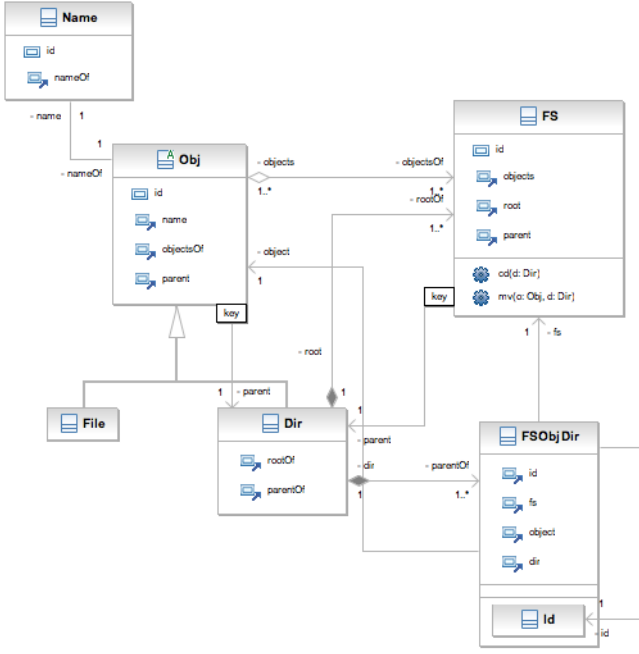 Name
id
nameOf
- name 1
1
- nameOf
A
Obj
id
name
objectsOf
parent
- objects
- objectsOf
1..*
1..*
- rootOf
1..*
- object
1
FS
id
objects
root
parent
cd(d: Dir)
mv(o: Obj, d: Dir)
key
key
- root
1 - fs
1 - parent
1
1
File
Dir
rootOf
parentOf
- parent
- dir
- parentOf
1
1..*
FSObjDir
id
fs
object
dir
Id
1
- id